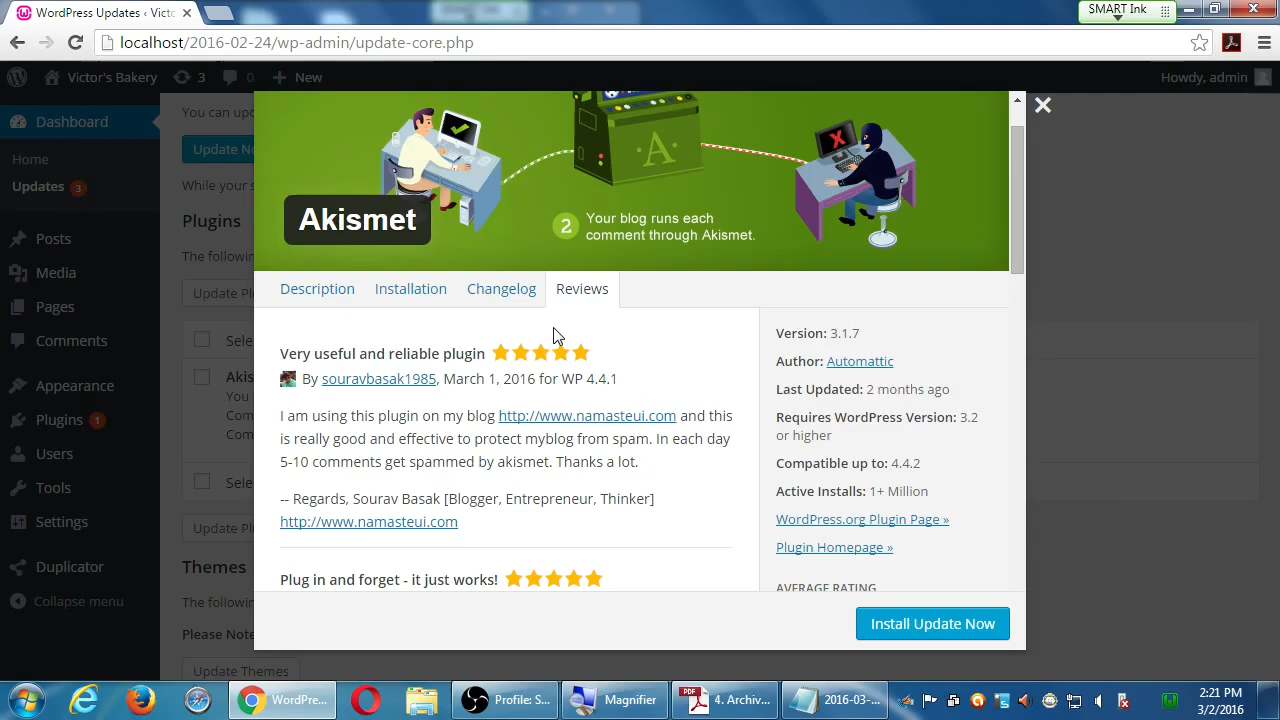 WordPress Updates ‹ Victo
SMART Ink
localhost/2016-02-24/wp-admin/update-core.php
Victor's Bakery
3
0
New
Howdy, admin
Dashboard
Home
Updates 3
Posts
Media
Pages
Comments
Appearance
Plugins 1
Users
Tools
Settings
Duplicator
Collapse menu
You can up
Update No
While your s
Plugins
The followi
Update Pl
Sele
Akis
You
Com
Com
Sele
Update Pl
Themes
The followi
Please Note
Update Themes
A
Akismet
2
Your blog runs each
comment through Akismet.
Description
Installation
Changelog
Reviews
Very useful and reliable plugin
By souravbasak1985, March 1, 2016 for WP 4.4.1
I am using this plugin on my blog http://www.namasteui.com and this
is really good and effective to protect myblog from spam. In each day
5-10 comments get spammed by akismet. Thanks a lot.
-- Regards, Sourav Basak [Blogger, Entrepreneur, Thinker]
http://www.namasteui.com
Plug in and forget - it just works!
Version: 3.1.7
Author: Automattic
Last Updated: 2 months ago
Requires WordPress Version: 3.2
or higher
Compatible up to: 4.4.2
Active Installs: 1+ Million
WordPress.org Plugin Page »
Plugin Homepage »
AVERAGE RATING
Install Update Now
WordPre...
Profile: S...
Magnifier
PDF
4. Archiv...
2016-03-...
2:21 PM
3/2/2016